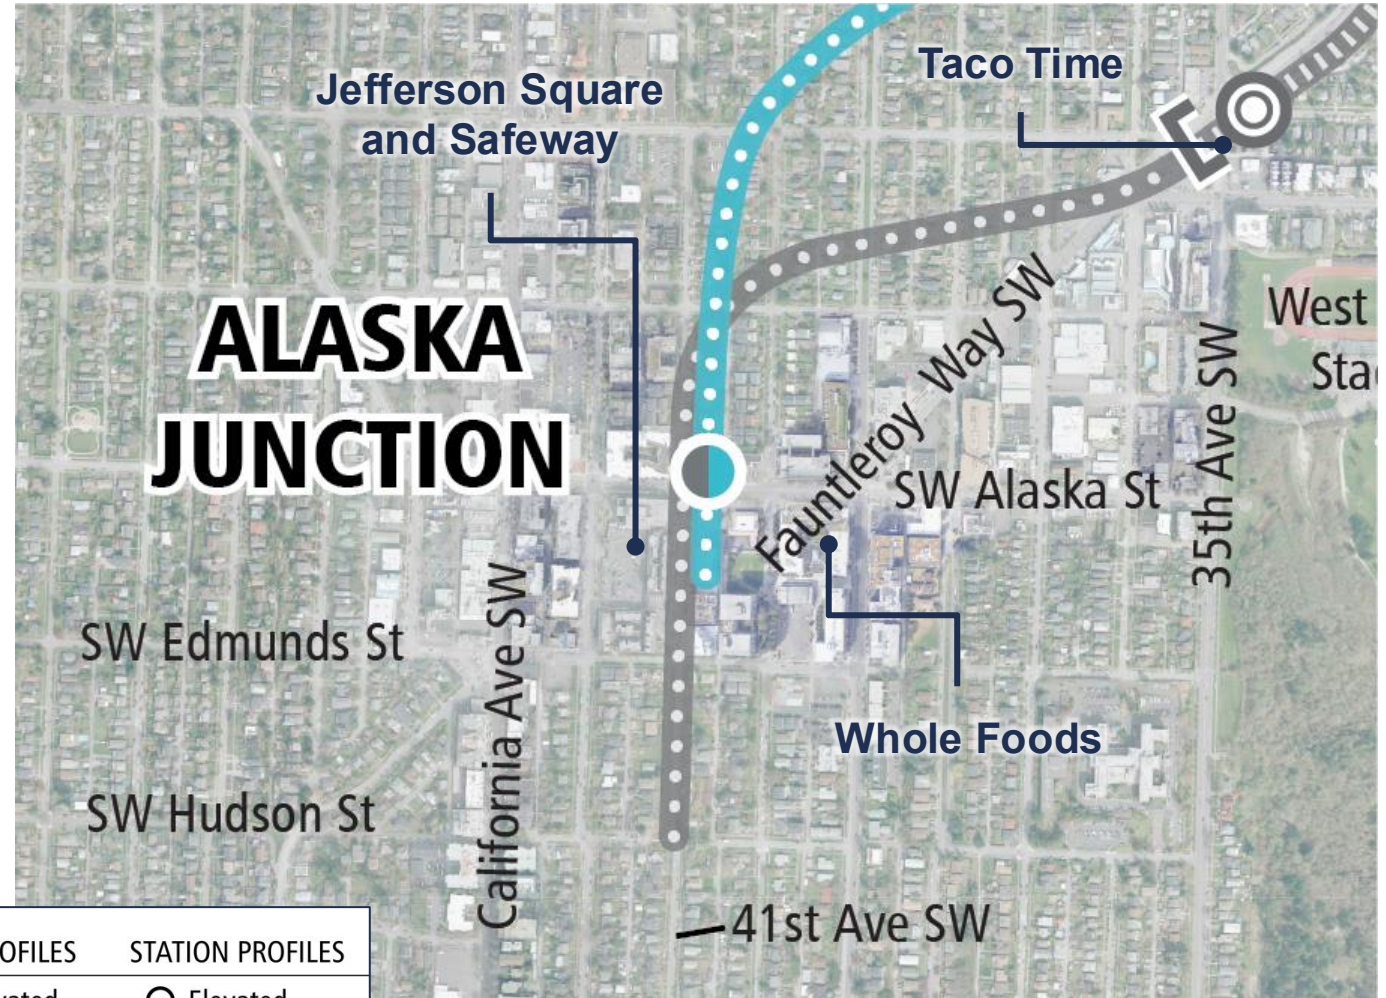 Jefferson Square
and Safeway
Taco Time
ALASKA
JUNCTION
West
Fauntleroy Way SW
SW Alaska St
35th Ave SW
SW Edmunds St
California Ave SW
Whole Foods
SW Hudson St
41st Ave SW
STATION PROFILES